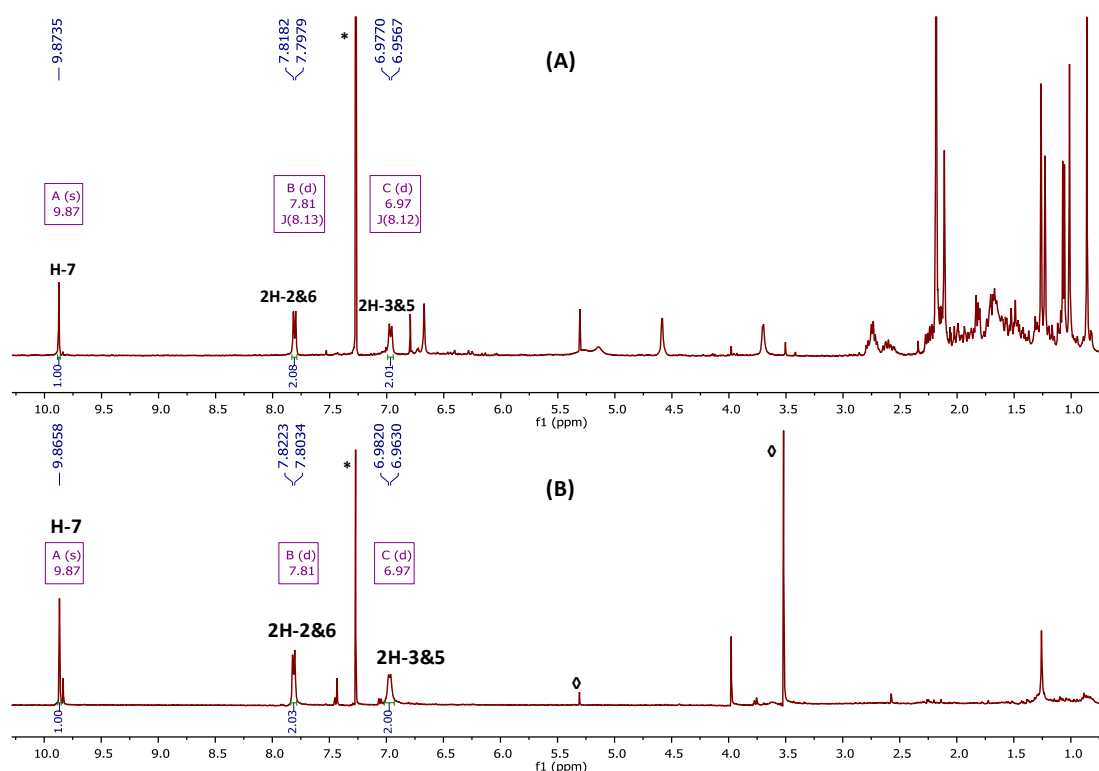 9.8735
7.8182
7.7979
6.9770
6.9567
*
(A)
A (s)
9.87
B (d)
7.81
J(8.13)
C (d)
6.97
J(8.12)
H-7
2H-2&6
2H-3&5
1.00
2.08
2.01
10.0 9.5 9.0 8.5 8.0 7.5 7.0 6.5 6.0 5.5 5.0 4.5 4.0 3.5 3.0 2.5 2.0 1.5 1.0
f1 (ppm)
9.8658
7.8223
7.8034
6.9820
6.9630
*
◊
(B)
H-7
A (s)
9.87
B (d)
7.81
C (d)
6.97
2H-2&6
2H-3&5
◊
1.00
2.03
2.00
10.0 9.5 9.0 8.5 8.0 7.5 7.0 6.5 6.0 5.5 5.0 4.5 4.0 3.5 3.0 2.5 2.0 1.5 1.0
f1 (ppm)